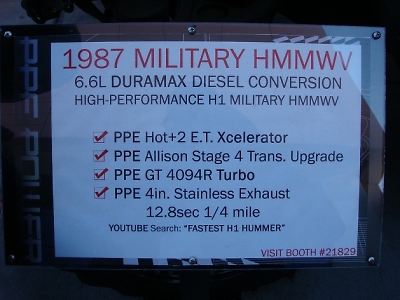 1987 MILITARY HMMWV
6.6L DURAMAX DIESEL CONVERSION
HIGH-PERFORMANCE H1 MILITARY HMMWV
PPE Hot+2 E.T. Xcelerator
PPE Allison Stage 4 Trans. Upgrade
PPE GT 4094R Turbo
PPE 4in. Stainless Exhaust
12.8sec 1/4 mile
YOUTUBE Search: "FASTEST H1 HUMMER"
VISIT BOOTH #21829
PPE POWER